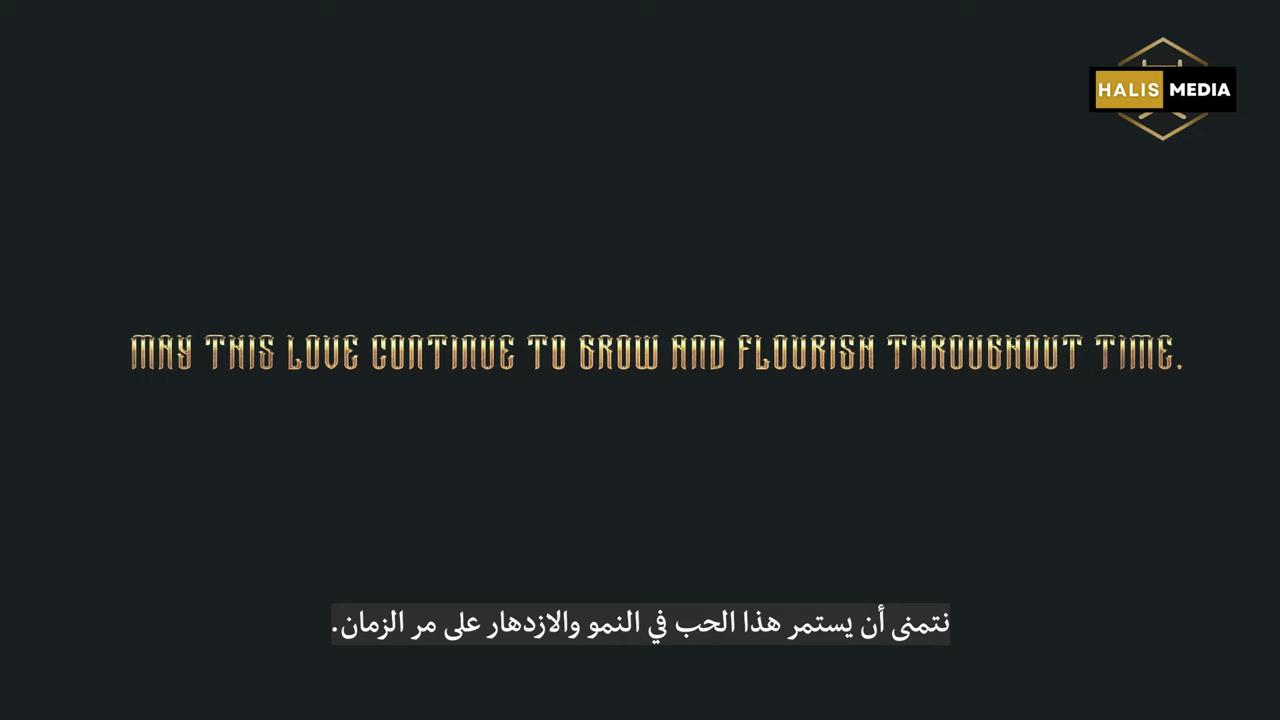 HALIS MEDIA
MAY THIS LOVE CONTINUE TO GROW AND FLOURISH THROUGHOUT TIME.
نتمنى أن يستمر هذا الحب في النمو والازدهار على مر الزمان.